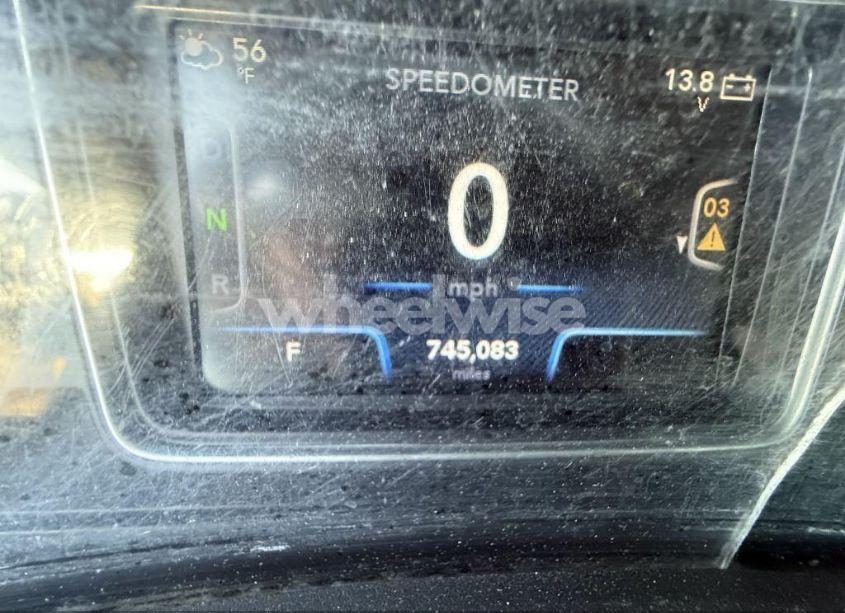 56
°F
SPEEDOMETER
13.8
V
D
0
N
03
R
mph
wheelwise
F
745,083
miles